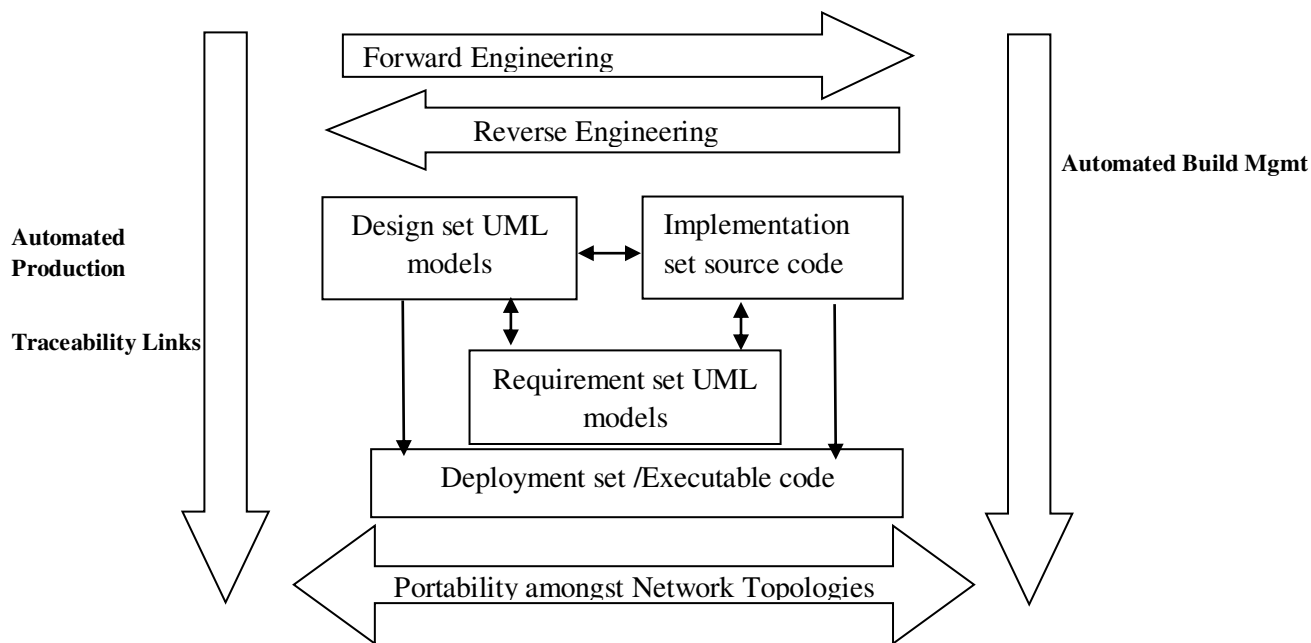 Forward Engineering
Reverse Engineering
Automated Build Mgmt
Automated
Production
Traceability Links
Design set UML
models
Implementation
set source code
Requirement set UML
models
Deployment set /Executable code
Portability amongst Network Topologies